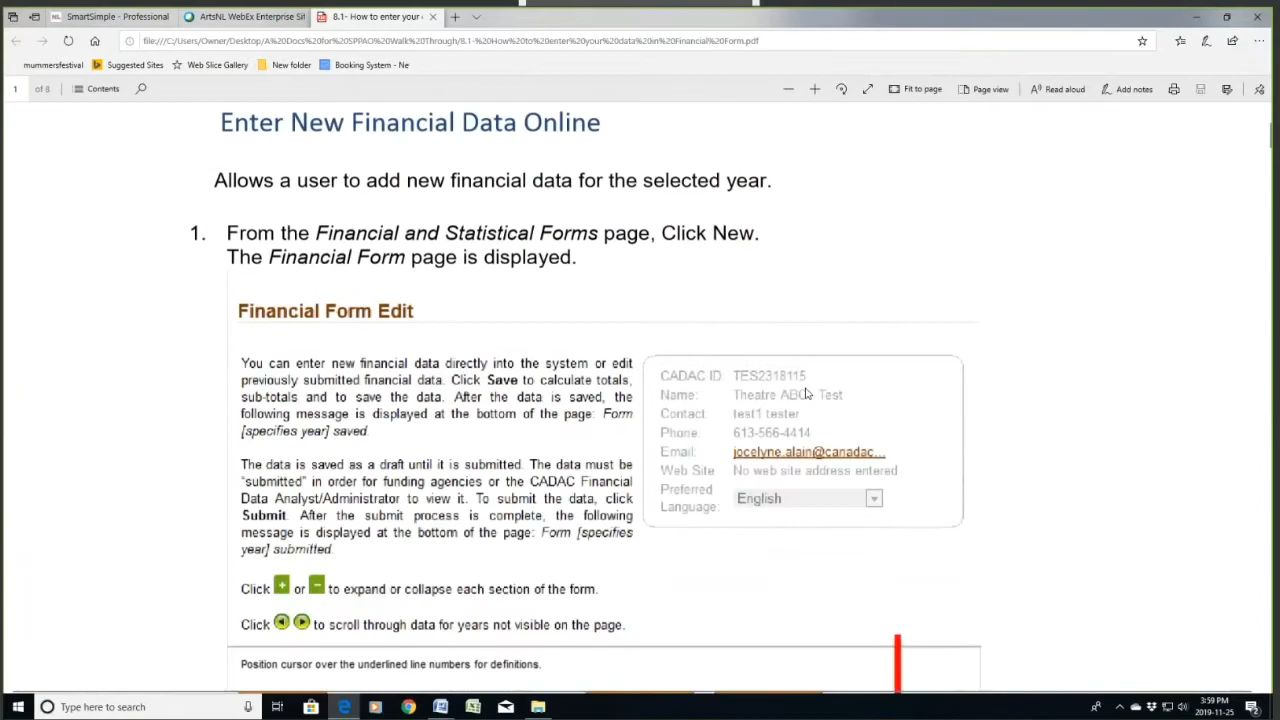 SmartSimple - Professional
ArtsNL WebEx Enterprise Sit
8.1- How to enter your
file:///C:/Users/Owner/Desktop/A%20Docs%20for%20SPPAO%20Walk%20Through/8.1-%20How%20to%20enter%20your%20data%20in%20Financial%20Form.pdf
mummersfestival
Suggested Sites
Web Slice Gallery
New folder
Booking System - Ne
1 of 8
Contents
Fit to page
Page view
Read aloud
Add notes
Enter New Financial Data Online
Allows a user to add new financial data for the selected year.
1. From the Financial and Statistical Forms page, Click New.
The Financial Form page is displayed.
Financial Form Edit
You can enter new financial data directly into the system or edit
previously submitted financial data. Click Save to calculate totals,
sub-totals and to save the data. After the data is saved, the
following message is displayed at the bottom of the page: Form
[specifies year] saved.
The data is saved as a draft until it is submitted. The data must be
"submitted" in order for funding agencies or the CADAC Financial
Data Analyst/Administrator to view it. To submit the data, click
Submit. After the submit process is complete, the following
message is displayed at the bottom of the page: Form [specifies
year] submitted.
Click + or - to expand or collapse each section of the form.
Click to scroll through data for years not visible on the page.
CADAC ID: TES2318115
Name: Theatre ABC Test
Contact: test1 tester
Phone: 613-566-4414
Email: jocelyne.alain@canadac...
Web Site No web site address entered
Preferred
Language: English
Position cursor over the underlined line numbers for definitions.
Type here to search
3:59 PM
2019-11-25
2